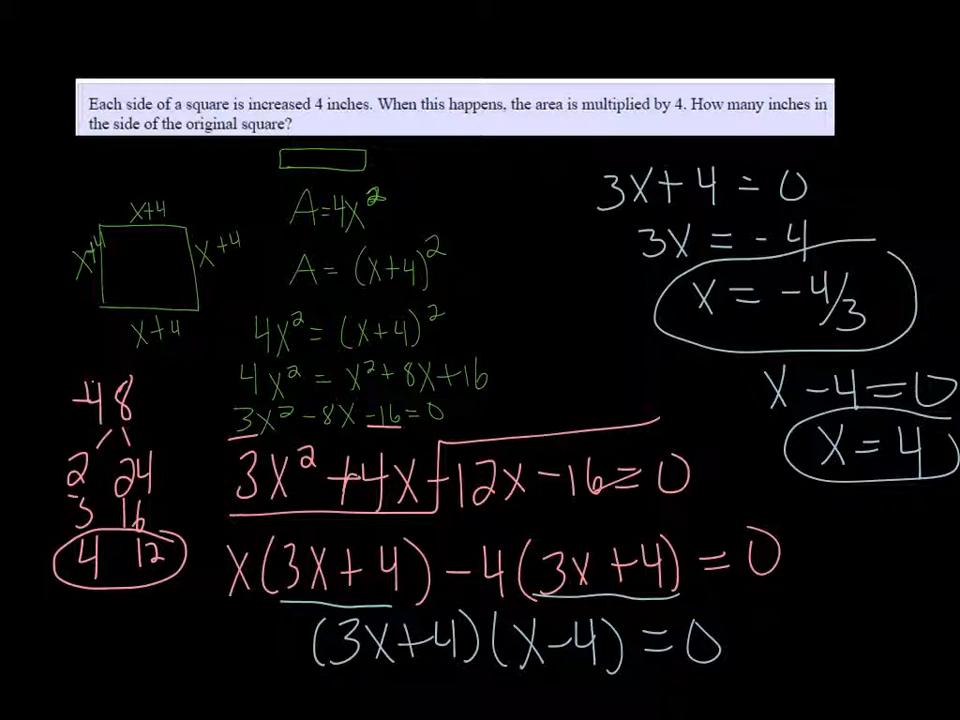 Each side of a square is increased 4 inches. When this happens, the area is multiplied by 4. How many inches in
the side of the original square?
x+4
x+4
x+4
x+4
A=4x²
A = (x+4)²
4x² = (x+4)²
4x² = x²+8x+16
3x²-8x-16=0
-48
2 24
3 16
4 12
3x² +4x-12x-16=0
x(3x+4)-4(3x+4)=0
(3x+4)(x-4)=0
3x+4=0
3x=-4
x=-4/3
x-4=0
x=4